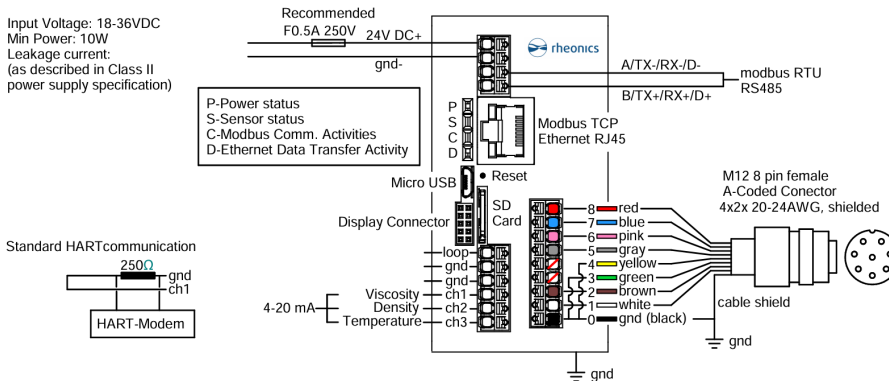 Input Voltage: 18-36VDC
Min Power: 10W
Leakage current:
(as described in Class II
power supply specification)
Recommended
F0.5A 250V
24V DC+
gnd-
rheonics
A/TX-/RX-/D-
B/TX+/RX+/D+
modbus RTU
RS485
P-Power status
S-Sensor status
C-Modbus Comm. Activities
D-Ethernet Data Transfer Activity
P
S
C
D
Modbus TCP
Ethernet RJ45
Micro USB
Reset
Display Connector
SD
Card
M12 8 pin female
A-Coded Conector
4x2x 20-24AWG, shielded
8 red
7 blue
6 pink
5 gray
4 yellow
3 green
2 brown
1 white
0 gnd (black)
cable shield
gnd
Standard HARTcommunication
250Ω
gnd
ch1
HART-Modem
loop
gnd
gnd
4-20 mA
Viscosity ch1
Density ch2
Temperature ch3
gnd